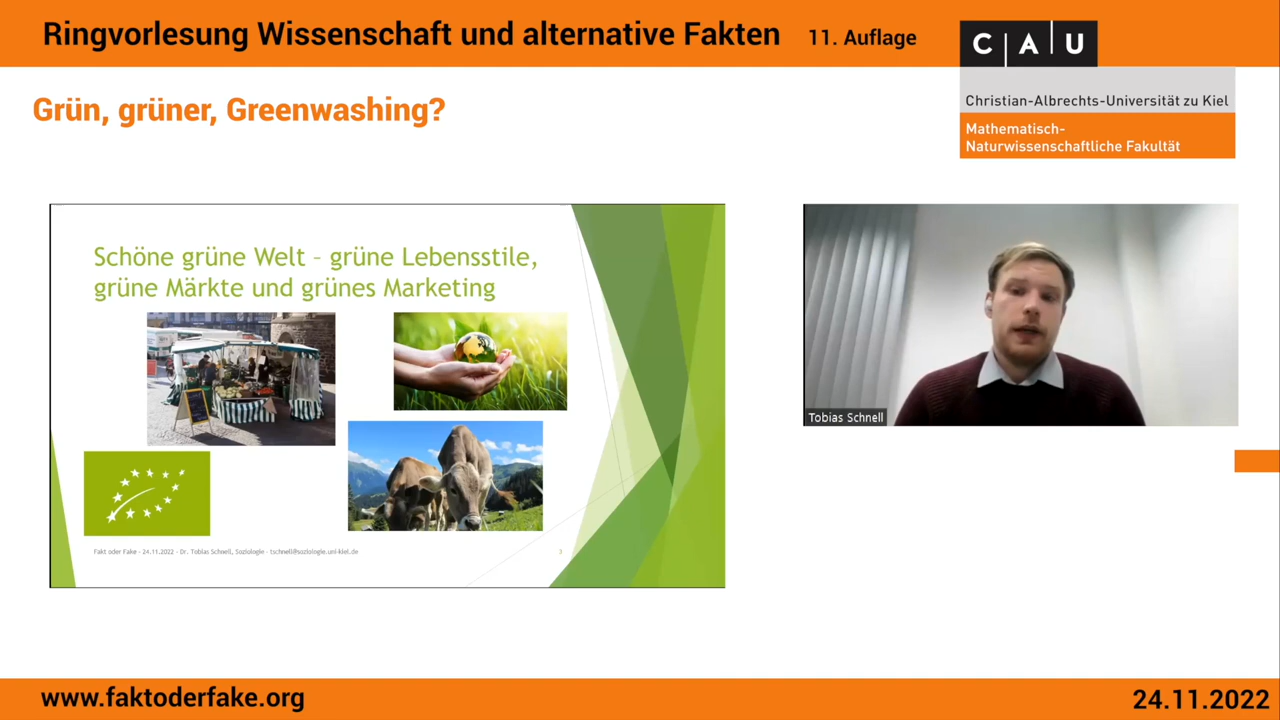 Ringvorlesung Wissenschaft und alternative Fakten 11. Auflage
C A U
Christian-Albrechts-Universität zu Kiel
Mathematisch-
Naturwissenschaftliche Fakultät
Grün, grüner, Greenwashing?
Schöne grüne Welt – grüne Lebensstile,
grüne Märkte und grünes Marketing
Fakt oder Fake - 24.11.2022 - Dr. Tobias Schnell, Soziologie - tschnell@soziologie.uni-kiel.de
3
Tobias Schnell
www.faktoderfake.org
24.11.2022